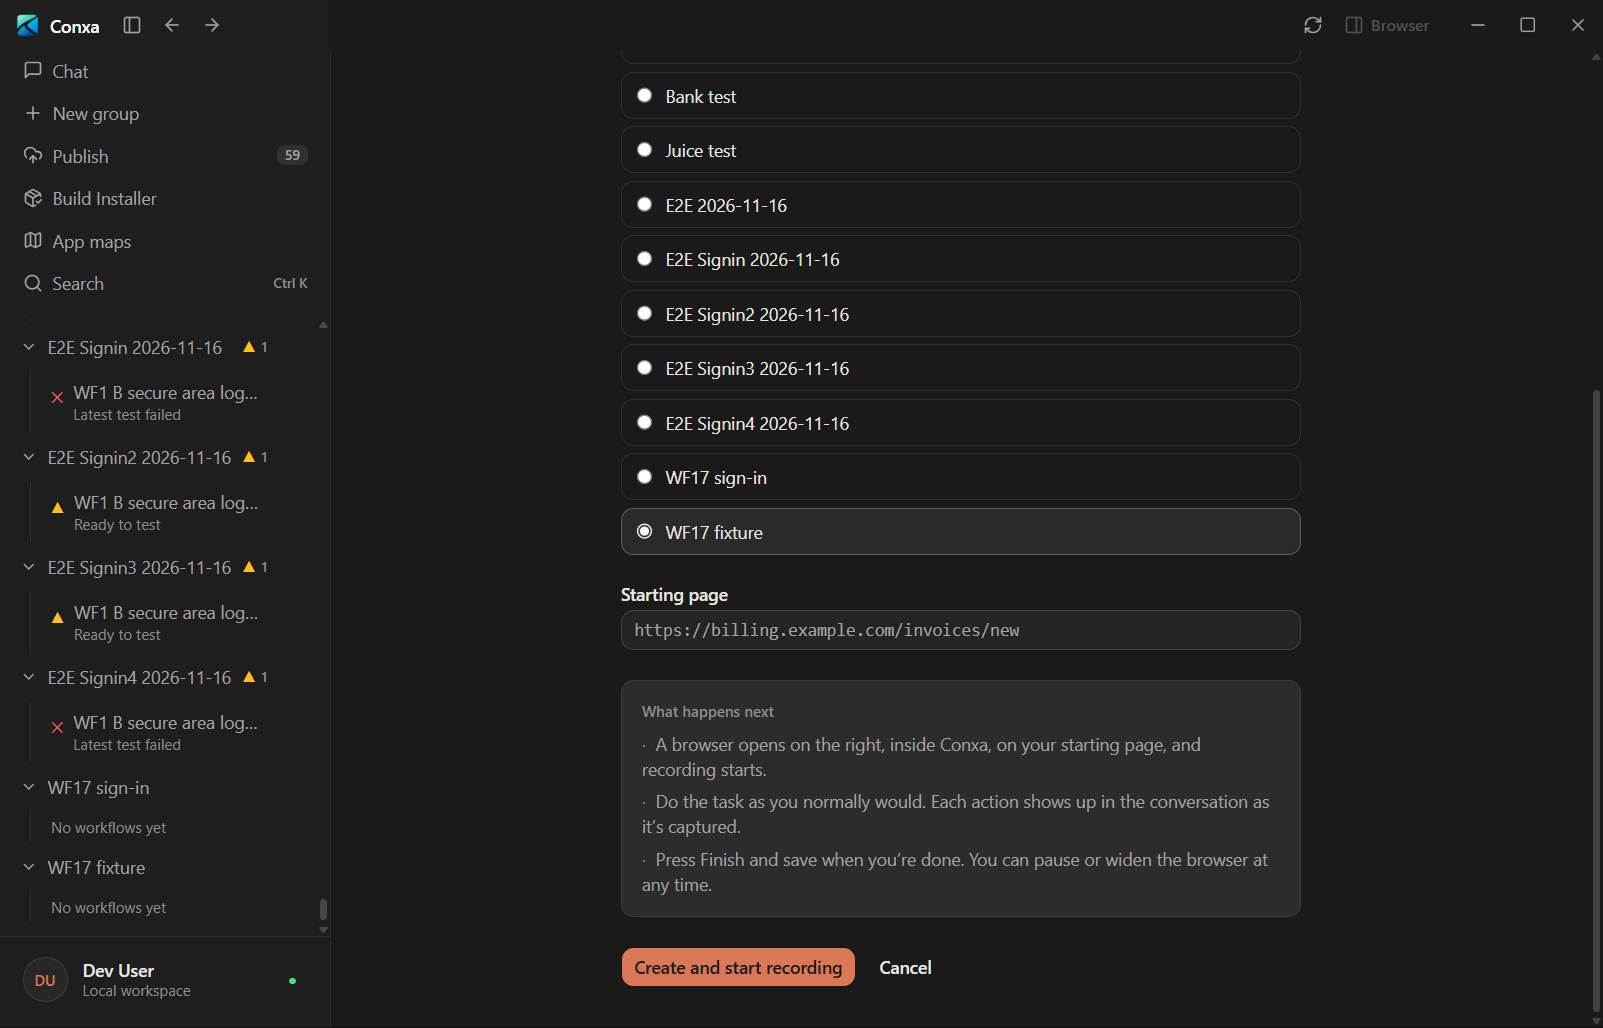 Conxa
Browser
Chat
New group
Publish 59
Build Installer
App maps
Search Ctrl K
E2E Signin 2026-11-16 1
WF1 B secure area log...
Latest test failed
E2E Signin2 2026-11-16 1
WF1 B secure area log...
Ready to test
E2E Signin3 2026-11-16 1
WF1 B secure area log...
Ready to test
E2E Signin4 2026-11-16 1
WF1 B secure area log...
Latest test failed
WF17 sign-in
No workflows yet
WF17 fixture
No workflows yet
DU
Dev User
Local workspace
Bank test
Juice test
E2E 2026-11-16
E2E Signin 2026-11-16
E2E Signin2 2026-11-16
E2E Signin3 2026-11-16
E2E Signin4 2026-11-16
WF17 sign-in
WF17 fixture
Starting page
https://billing.example.com/invoices/new
What happens next
· A browser opens on the right, inside Conxa, on your starting page, and
recording starts.
· Do the task as you normally would. Each action shows up in the conversation as
it’s captured.
· Press Finish and save when you’re done. You can pause or widen the browser at
any time.
Create and start recording
Cancel